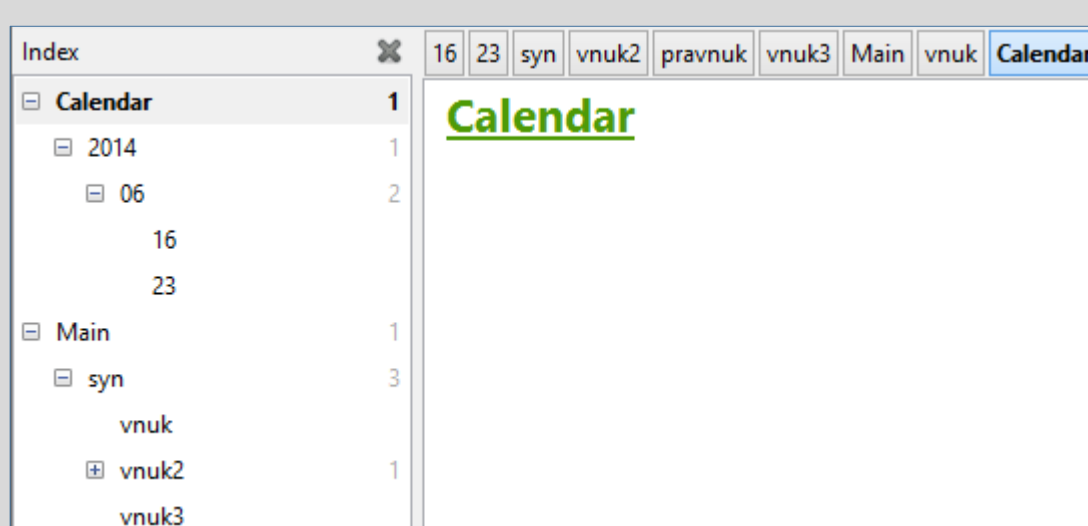 Index
16 23 syn vnuk2 pravnuk vnuk3 Main vnuk Calendar
Calendar 1
2014 1
06 2
16
23
Main 1
syn 3
vnuk
vnuk2 1
vnuk3
Calendar